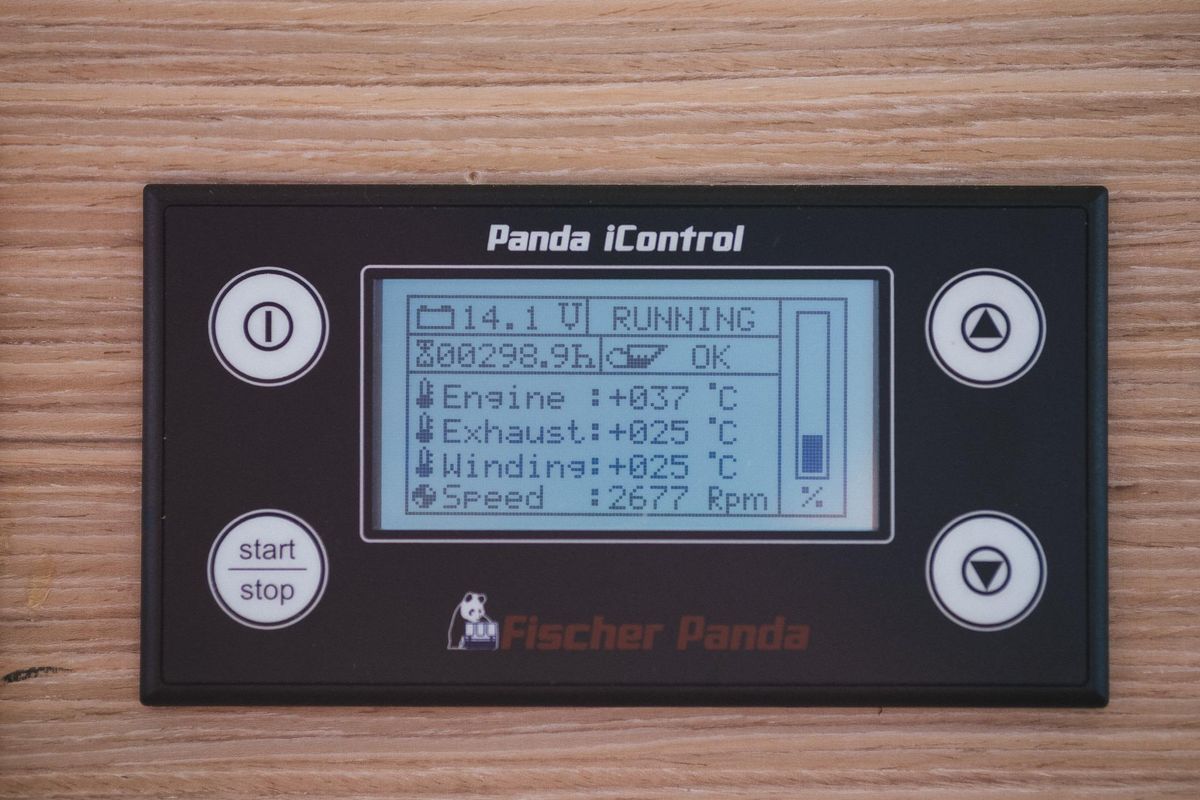 Panda iControl
14.1 V RUNNING
00298.9h OK
Engine :+037 °C
Exhaust:+025 °C
Winding:+025 °C
Speed :2677 Rpm %
start
stop
Fischer Panda